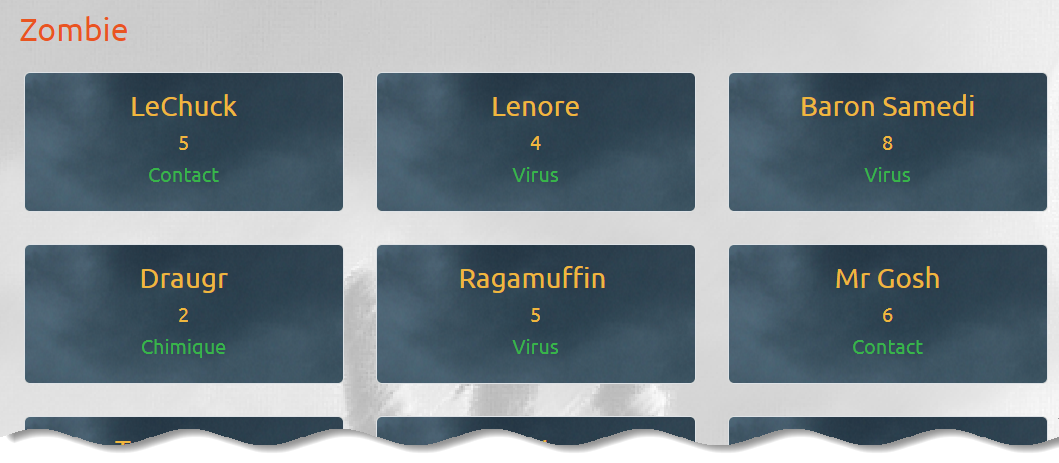 Zombie
LeChuck
5
Contact
Lenore
4
Virus
Baron Samedi
8
Virus
Draugr
2
Chimique
Ragamuffin
5
Virus
Mr Gosh
6
Contact